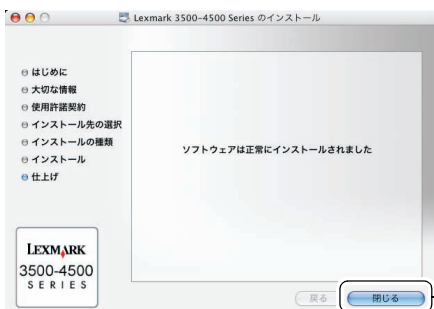 Lexmark 3500-4500 Series のインストール
はじめに
大切な情報
使用許諾契約
インストール先の選択
インストールの種類
インストール
仕上げ
ソフトウェアは正常にインストールされました
LEXMARK
3500-4500
SERIES
戻る
閉じる